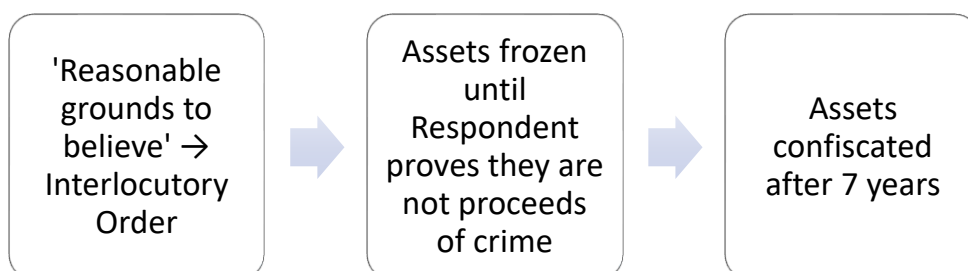 'Reasonable
grounds to
believe' →
Interlocutory
Order
Assets frozen
until
Respondent
proves they are
not proceeds
of crime
Assets
confiscated
after 7 years